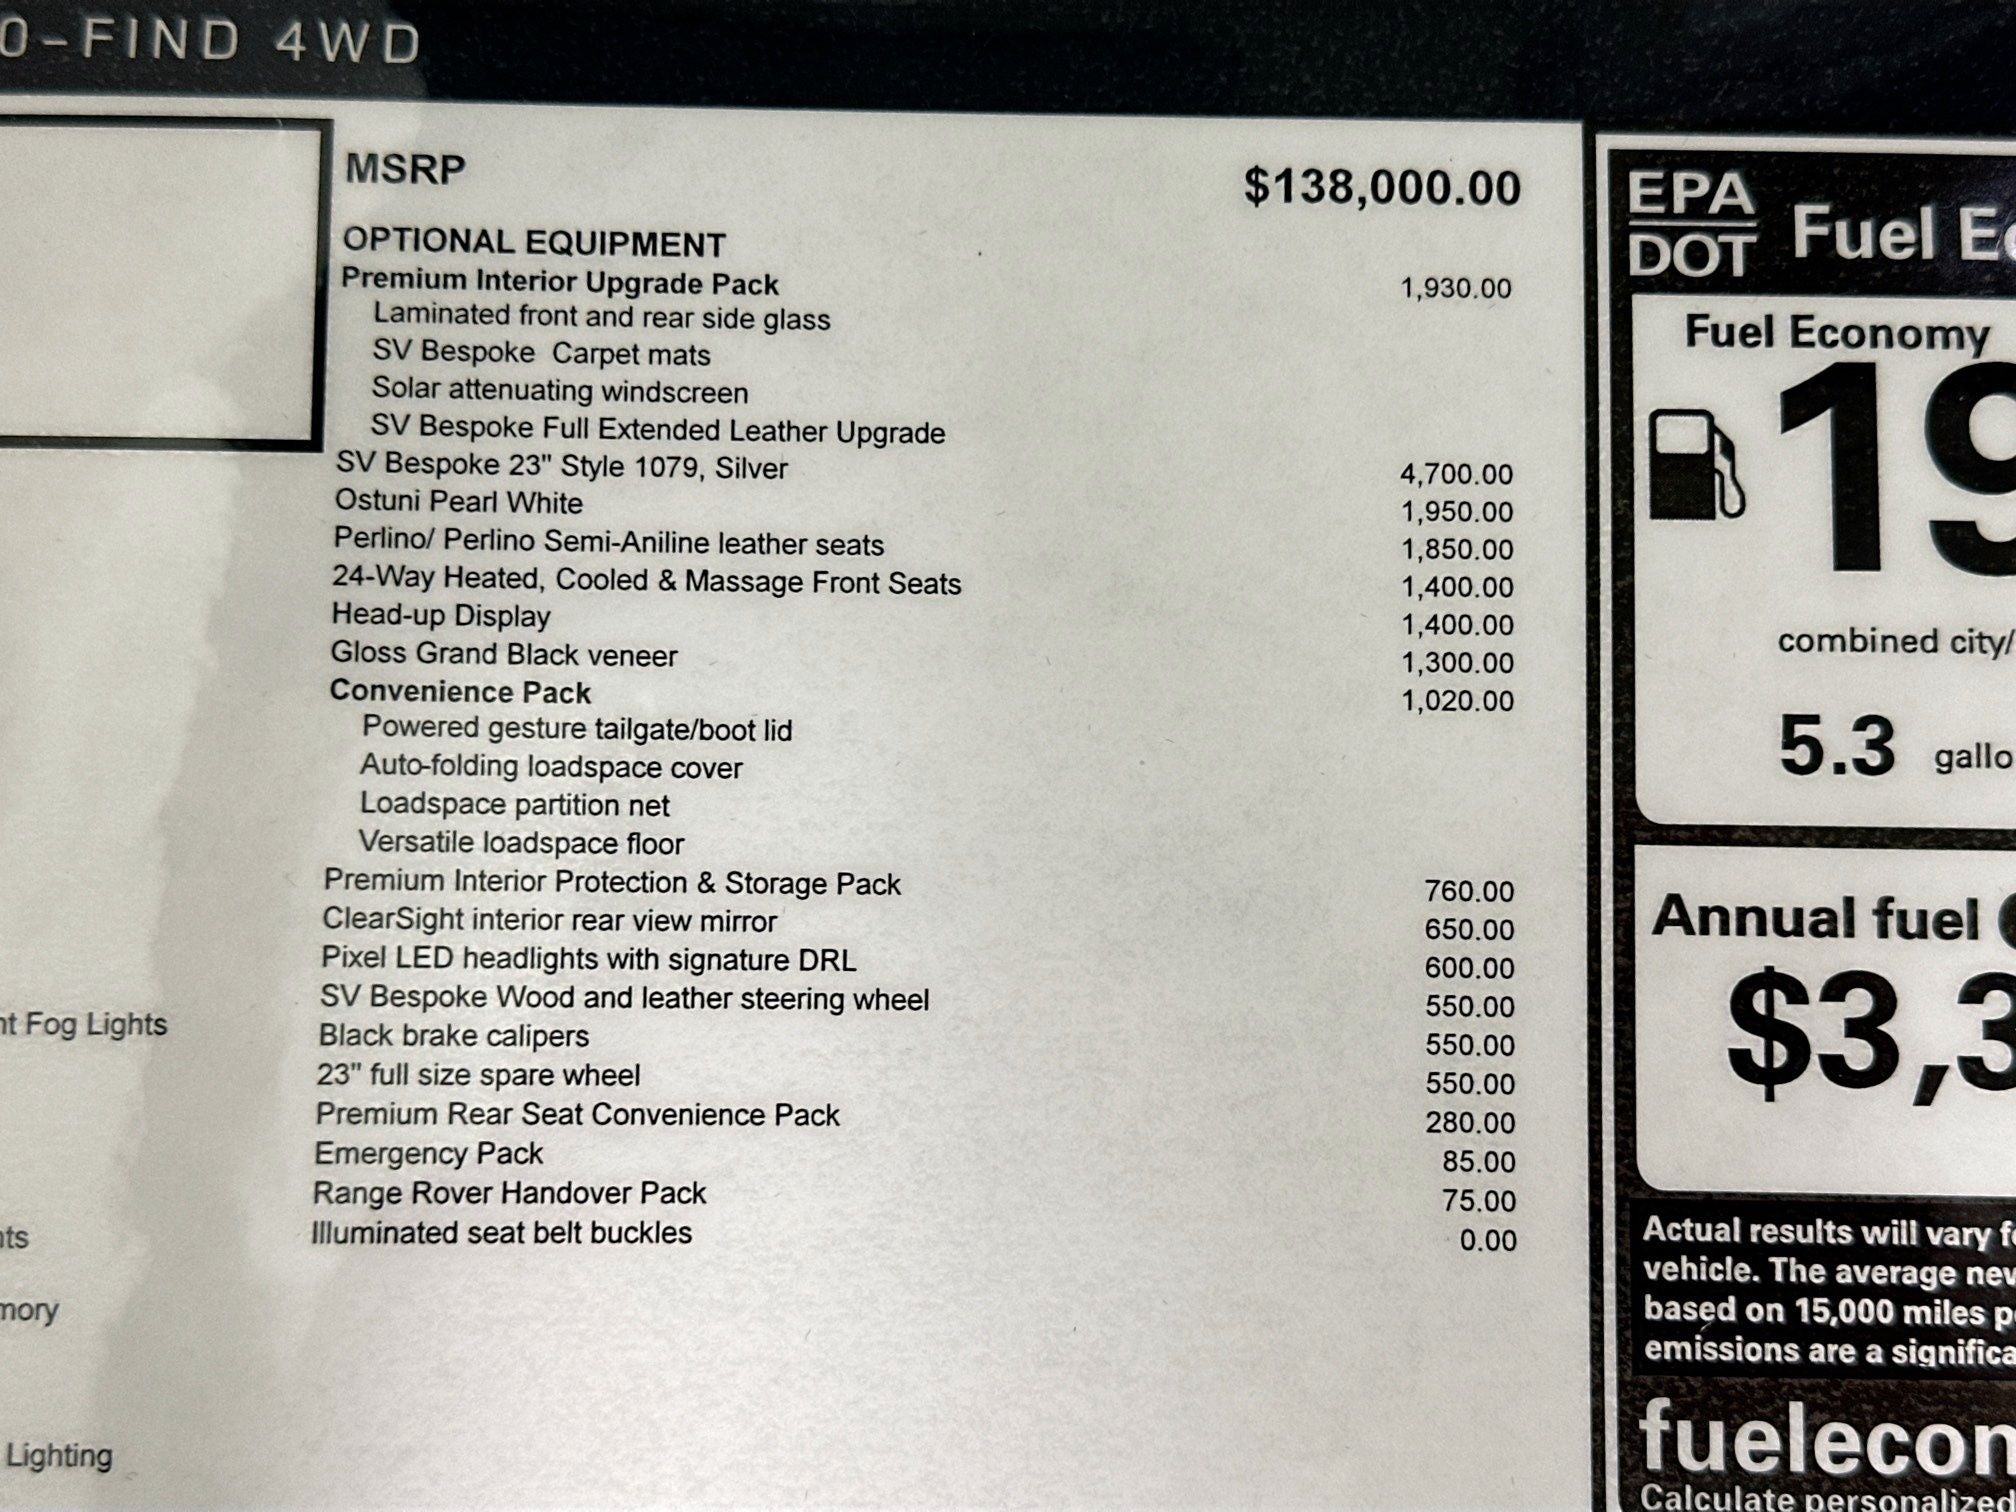 0-FIND 4WD
MSRP $138,000.00
OPTIONAL EQUIPMENT
Premium Interior Upgrade Pack 1,930.00
Laminated front and rear side glass
SV Bespoke Carpet mats
Solar attenuating windscreen
SV Bespoke Full Extended Leather Upgrade
SV Bespoke 23" Style 1079, Silver 4,700.00
Ostuni Pearl White 1,950.00
Perlino/ Perlino Semi-Aniline leather seats 1,850.00
24-Way Heated, Cooled & Massage Front Seats 1,400.00
Head-up Display 1,400.00
Gloss Grand Black veneer 1,300.00
Convenience Pack 1,020.00
Powered gesture tailgate/boot lid
Auto-folding loadspace cover
Loadspace partition net
Versatile loadspace floor
Premium Interior Protection & Storage Pack 760.00
ClearSight interior rear view mirror 650.00
Pixel LED headlights with signature DRL 600.00
SV Bespoke Wood and leather steering wheel 550.00
Black brake calipers 550.00
23" full size spare wheel 550.00
Premium Rear Seat Convenience Pack 280.00
Emergency Pack 85.00
Range Rover Handover Pack 75.00
Illuminated seat belt buckles 0.00
nt Fog Lights
nts
mory
Lighting
EPA
DOT Fuel Ec
Fuel Economy
19
combined city/
5.3 gallo
Annual fuel
$3,3
Actual results will vary fo
vehicle. The average new
based on 15,000 miles pe
emissions are a significa
fuelecon
Calculate personalized